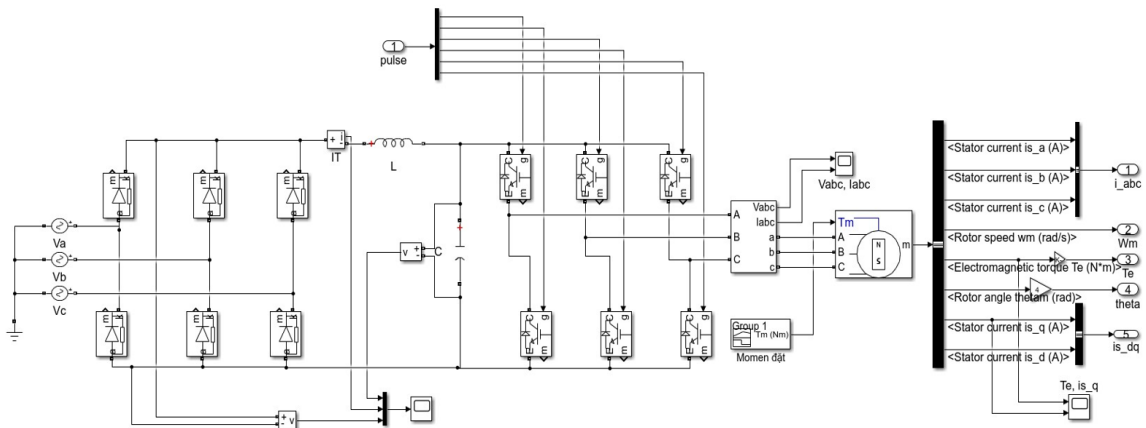 1
pulse
+
i
-
IT
+
L
Va
Vb
Vc
m
k
a
m
k
a
m
k
a
m
k
a
m
k
a
m
k
a
+
v
-
C
+
C
g
E
m
C
g
E
m
C
g
E
m
C
g
E
m
C
g
E
m
C
g
E
m
+
-
v
Vabc
Iabc
A
B
C
a
b
c
Vabc, Iabc
Tm
A
B
C
N
S
m
Group 1
Tm (Nm)
Momen đặt
<Stator current is_a (A)>
<Stator current is_b (A)>
<Stator current is_c (A)>
<Rotor speed wm (rad/s)>
<Electromagnetic torque Te (N*m)>
<Rotor angle thetam (rad)>
<Stator current is_q (A)>
<Stator current is_d (A)>
4
1
i_abc
2
Wm
3
Te
4
theta
5
is_dq
Te, is_q